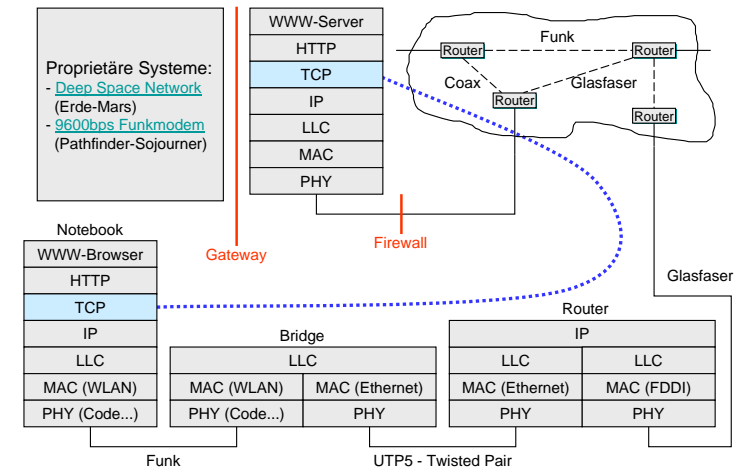 Proprietäre Systeme:
- Deep Space Network
(Erde-Mars)
- 9600bps Funkmodem
(Pathfinder-Sojourner)
Gateway
WWW-Server
HTTP
TCP
IP
LLC
MAC
PHY
Firewall
Router
Funk
Router
Coax
Glasfaser
Router
Router
Glasfaser
Notebook
WWW-Browser
HTTP
TCP
IP
LLC
MAC (WLAN)
PHY (Code...)
Funk
Bridge
LLC
MAC (WLAN)
MAC (Ethernet)
PHY (Code...)
PHY
UTP5 - Twisted Pair
Router
IP
LLC
LLC
MAC (Ethernet)
MAC (FDDI)
PHY
PHY